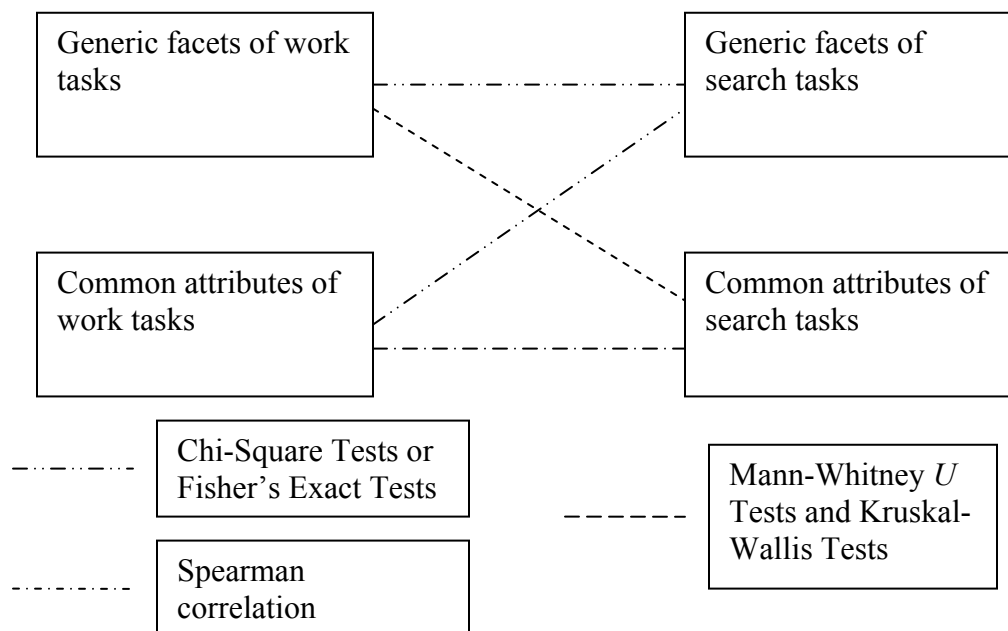 Generic facets of work
tasks
Generic facets of
search tasks
Common attributes of
work tasks
Common attributes of
search tasks
Chi-Square Tests or
Fisher’s Exact Tests
Mann-Whitney U
Tests and Kruskal-
Wallis Tests
Spearman
correlation